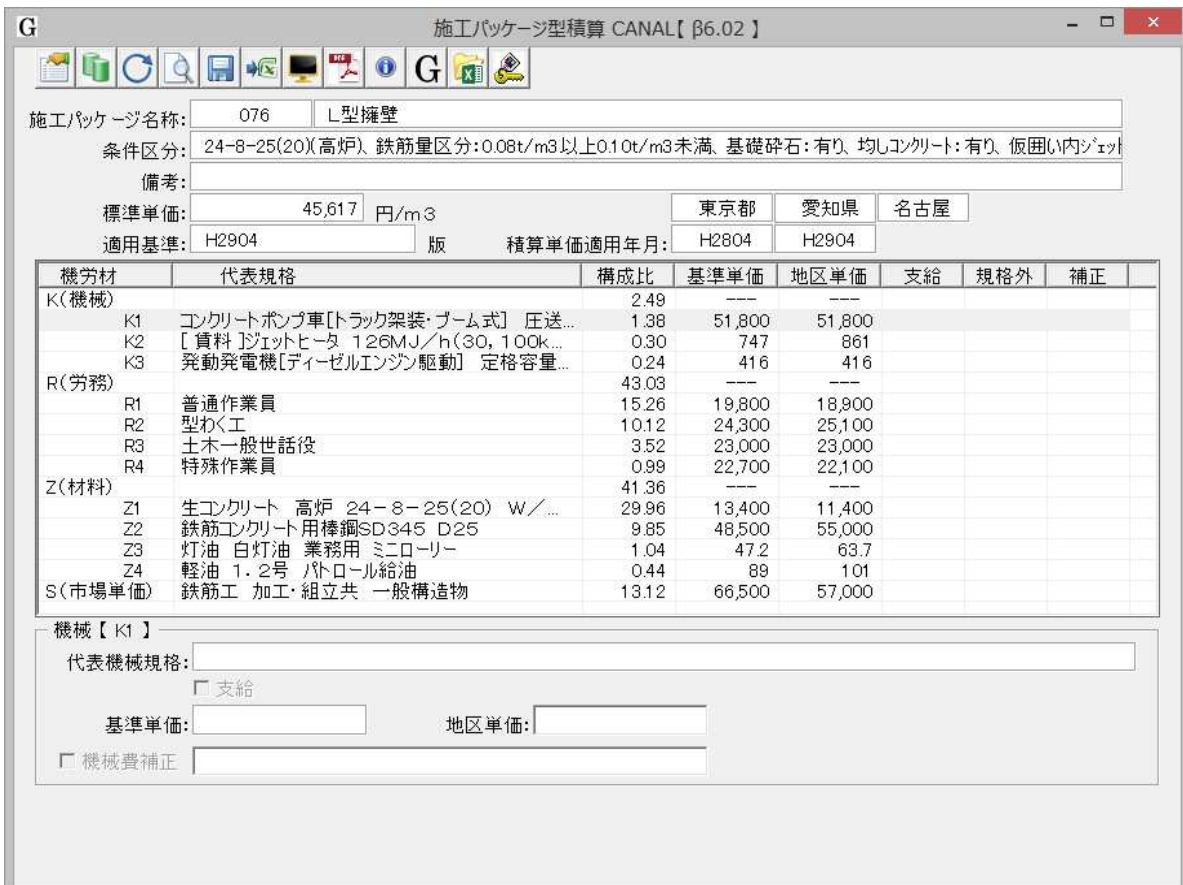 G 施工パッケージ型積算 CANAL【 β6.02 】
施工パッケージ名称: 076 L型擁壁
条件区分: 24-8-25(20)(高炉)、鉄筋量区分:0.08t/m3以上0.10t/m3未満、基礎砕石:有り、均しコンクリート:有り、仮囲い内ジェット
備考:
標準単価: 45,617 円/m3 東京都 愛知県 名古屋
適用基準: H2904 版 積算単価適用年月: H2804 H2904
機労材 代表規格 構成比 基準単価 地区単価 支給 規格外 補正
K(機械) 2.49 --- ---
K1 コンクリートポンプ車[トラック架装・ブーム式] 圧送... 1.38 51,800 51,800
K2 [賃料]ジェットヒータ 126MJ/h(30,100k... 0.30 747 861
K3 発動発電機[ディーゼルエンジン駆動] 定格容量... 0.24 416 416
R(労務) 43.03 --- ---
R1 普通作業員 15.26 19,800 18,900
R2 型わく工 10.12 24,300 25,100
R3 土木一般世話役 3.52 23,000 23,000
R4 特殊作業員 0.99 22,700 22,100
Z(材料) 41.36 --- ---
Z1 生コンクリート 高炉 24-8-25(20) W/... 29.96 13,400 11,400
Z2 鉄筋コンクリート用棒鋼SD345 D25 9.85 48,500 55,000
Z3 灯油 白灯油 業務用 ミニローリー 1.04 47.2 63.7
Z4 軽油 1.2号 パトロール給油 0.44 89 101
S(市場単価) 鉄筋工 加工・組立共 一般構造物 13.12 66,500 57,000
機械【 K1 】
代表機械規格:
支給
基準単価: 地区単価:
機械費補正